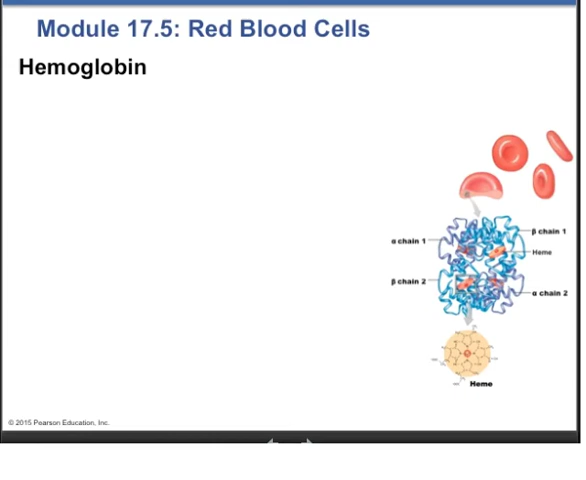 Module 17.5: Red Blood Cells
Hemoglobin
β chain 1
α chain 1
Heme
β chain 2
α chain 2
Heme
© 2015 Pearson Education, Inc.